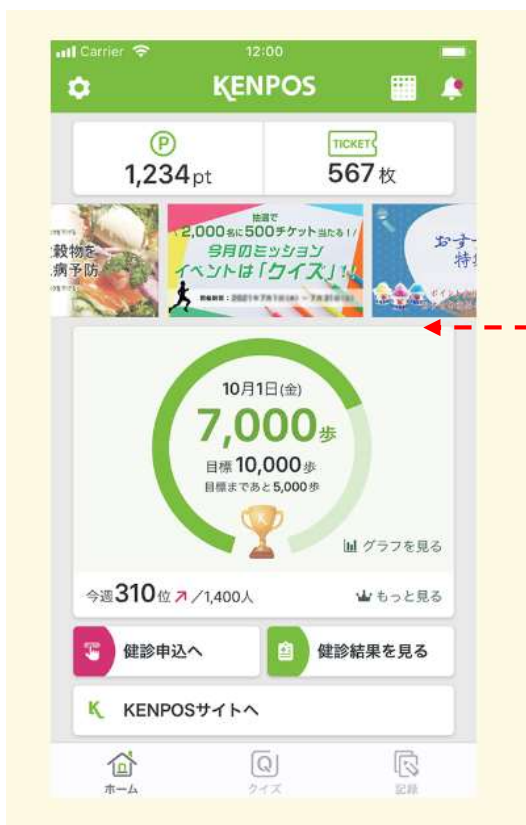 Carrier 12:00
KENPOS
P TICKET
1,234pt 567枚
穀物を
病予防
抽選で
2,000名に500チケット当たる!/
今月のミッション
イベントは「クイズ」!!
おす
特
10月1日(金)
7,000歩
目標10,000歩
目標まであと5,000歩
K
グラフを見る
今週310位 /1,400人 もっと見る
健診申込へ 健診結果を見る
K KENPOSサイトへ
Q
ホーム クイズ 記録